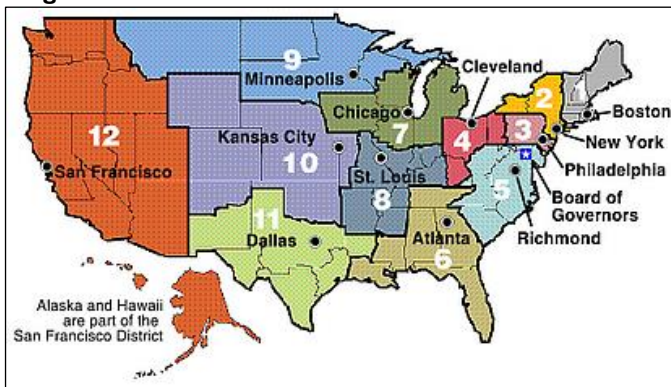 9
Minneapolis
Cleveland
2
1
Chicago
Boston
12
7
4
3
New York
Kansas City
10
San Francisco
St. Louis
Philadelphia
8
5
Board of
Governors
11
Dallas
Atlanta
6
Richmond
Alaska and Hawaii
are part of the
San Francisco District